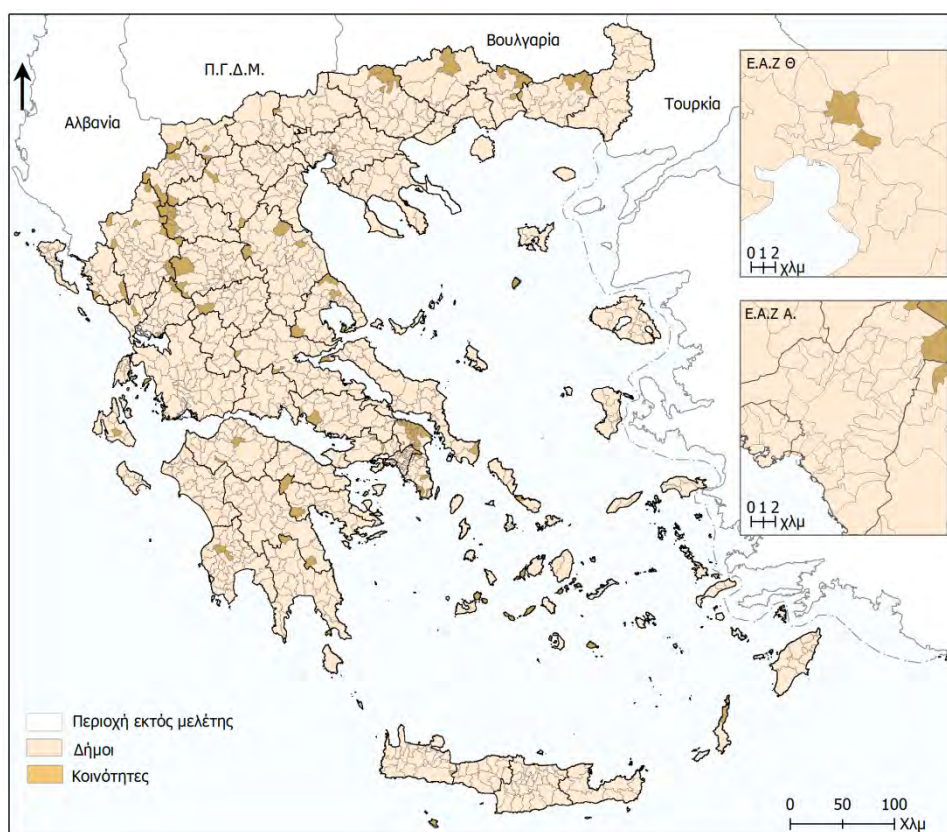 Βουλγαρία
Π.Γ.Δ.Μ.
Τουρκία
Αλβανία
Ε.Α.Ζ Θ
0 1 2
χλμ
Ε.Α.Ζ Α.
0 1 2
χλμ
Περιοχή εκτός μελέτης
Δήμοι
Κοινότητες
0 50 100
Χλμ